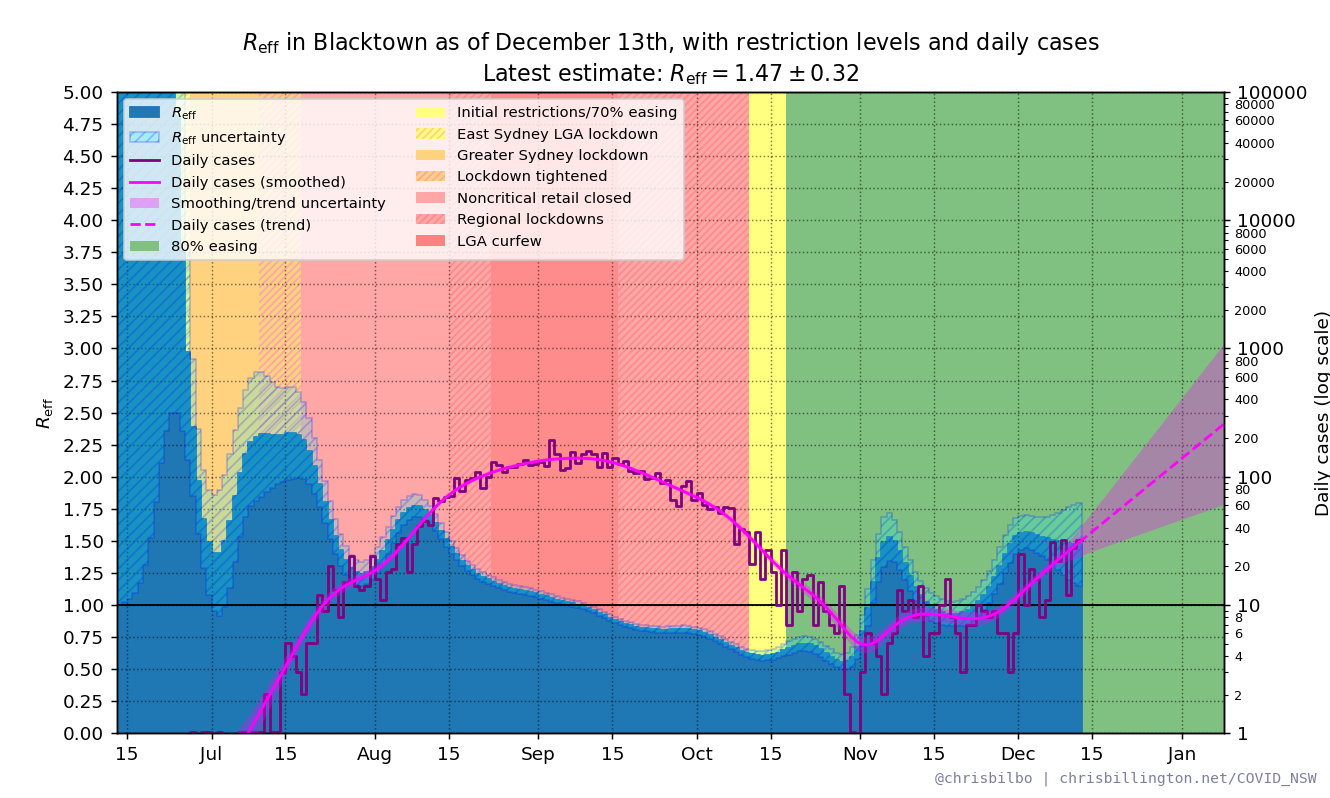 Reff in Blacktown as of December 13th, with restriction levels and daily cases
Latest estimate: Reff = 1.47 ± 0.32
Reff
Reff uncertainty
Daily cases
Daily cases (smoothed)
Smoothing/trend uncertainty
Daily cases (trend)
80% easing
Initial restrictions/70% easing
East Sydney LGA lockdown
Greater Sydney lockdown
Lockdown tightened
Noncritical retail closed
Regional lockdowns
LGA curfew
5.00
4.75
4.50
4.25
4.00
3.75
3.50
3.25
3.00
2.75
2.50
2.25
2.00
1.75
1.50
1.25
1.00
0.75
0.50
0.25
0.00
Reff
100000
80000
60000
40000
20000
10000
8000
6000
4000
2000
1000
800
600
400
200
100
80
60
40
20
10
8
6
4
2
1
Daily cases (log scale)
15 Jul 15 Aug 15 Sep 15 Oct 15 Nov 15 Dec 15 Jan
@chrisbilbo | chrisbillington.net/COVID_NSW